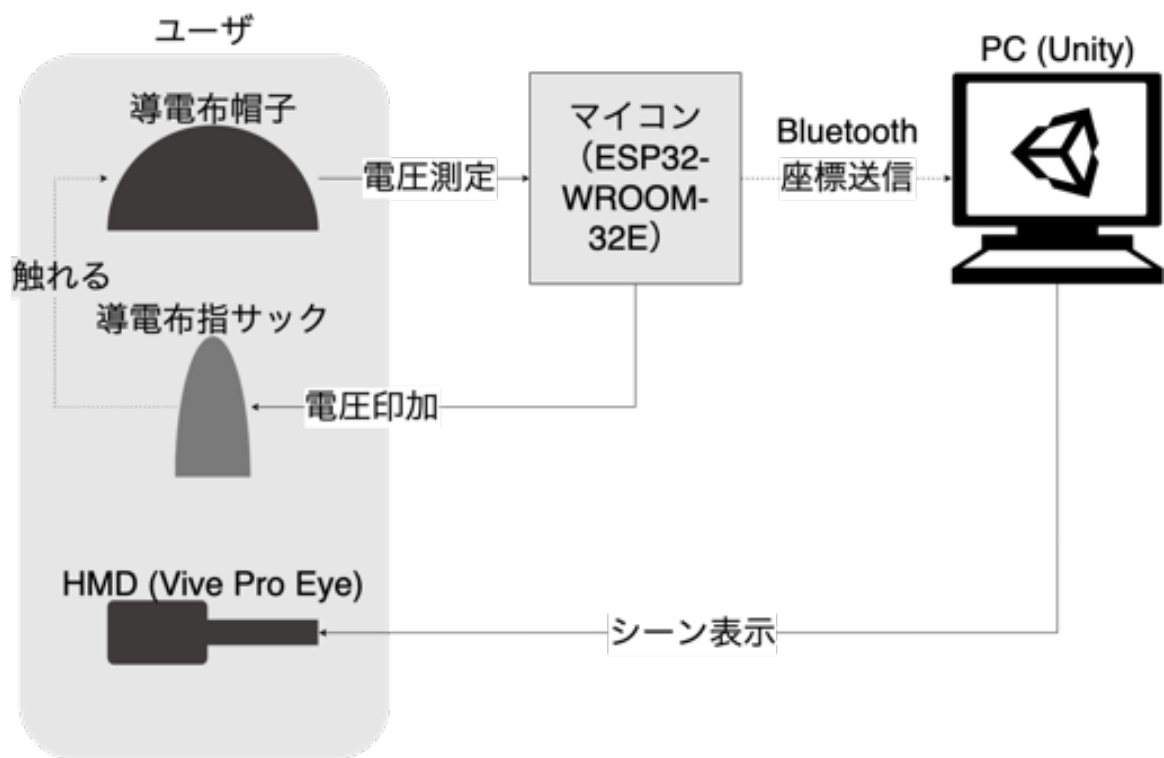 ユーザ
導電布帽子
電圧測定
マイコン
（ESP32-
WROOM-
32E）
Bluetooth
座標送信
PC (Unity)
触れる
導電布指サック
電圧印加
HMD (Vive Pro Eye)
シーン表示